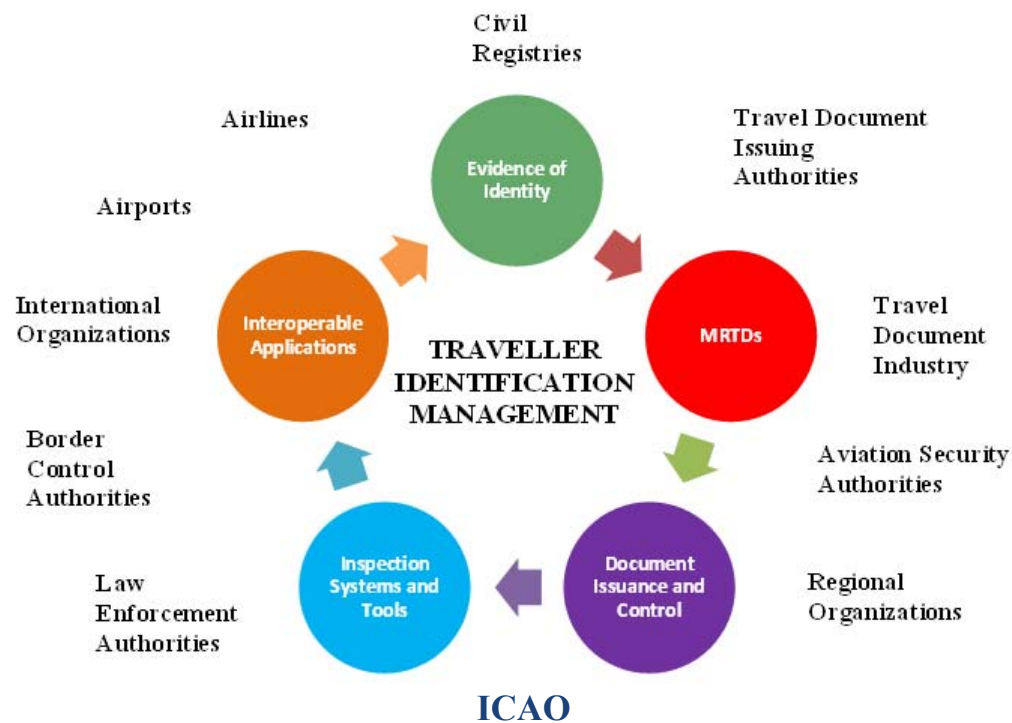 Civil
Registries
Airlines
Travel Document
Issuing
Authorities
Evidence of
Identity
Airports
International
Organizations
Interoperable
Applications
MRTDs
Travel
Document
Industry
TRAVELLER
IDENTIFICATION
MANAGEMENT
Border
Control
Authorities
Aviation Security
Authorities
Inspection
Systems and
Tools
Document
Issuance and
Control
Law
Enforcement
Authorities
Regional
Organizations
ICAO